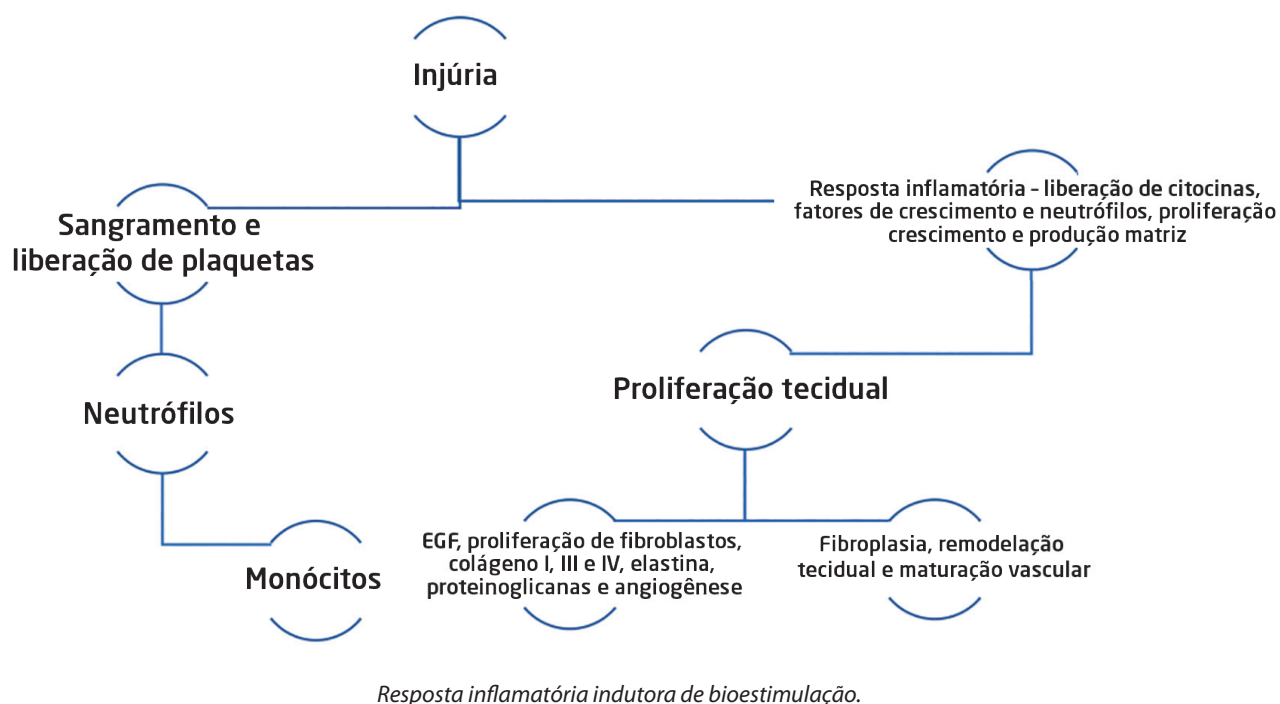 Injúria
Sangramento e
liberação de plaquetas
Resposta inflamatória – liberação de citocinas,
fatores de crescimento e neutrófilos, proliferação
crescimento e produção matriz
Neutrófilos
Proliferação tecidual
Monócitos
EGF, proliferação de fibroblastos,
colágeno I, III e IV, elastina,
proteinoglicanas e angiogênese
Fibroplasia, remodelação
tecidual e maturação vascular
Resposta inflamatória indutora de bioestimulação.